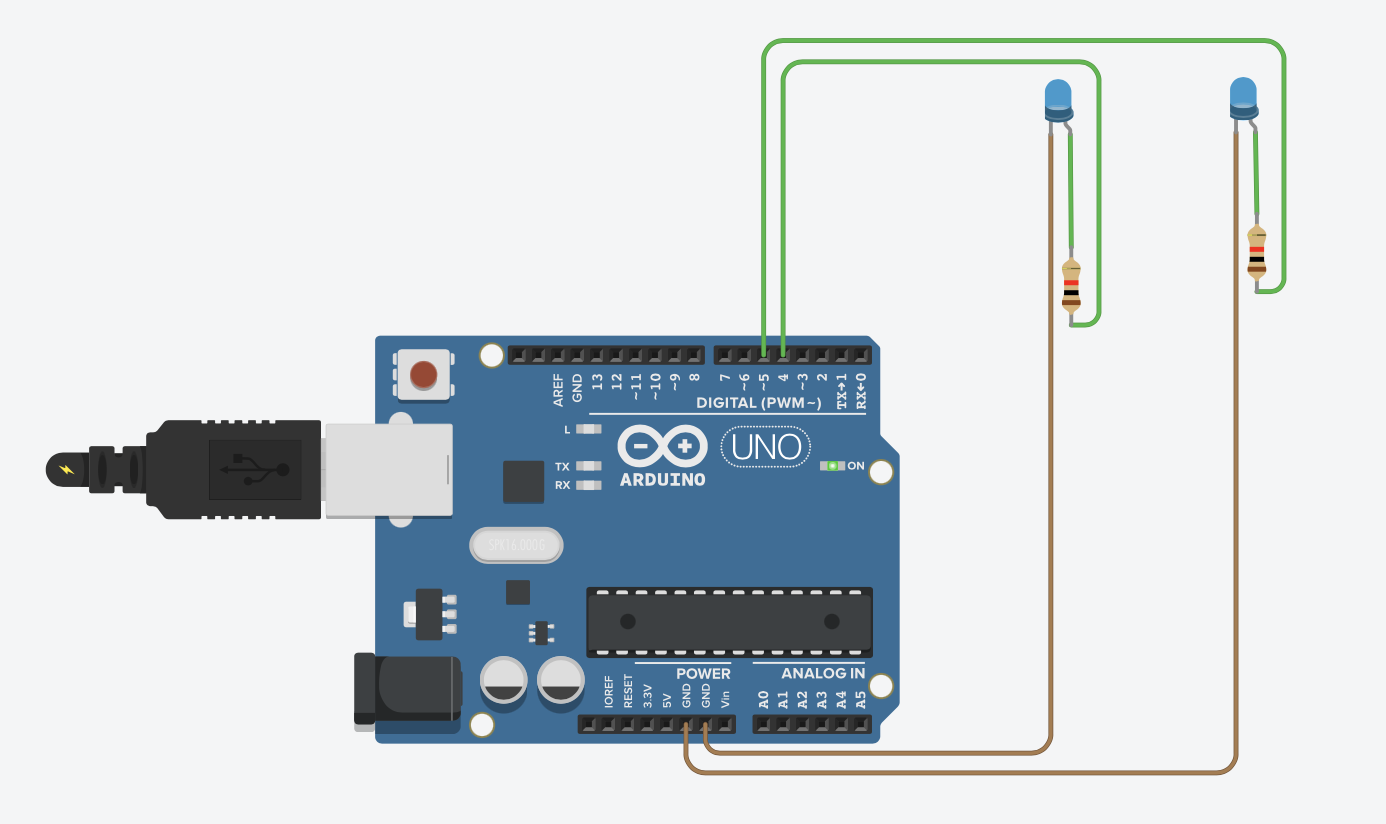 AREF
GND
13
12
~11
~10
~9
8
7
~6
~5
4
~3
2
TX→1
RX←0
DIGITAL (PWM~)
L
TX
RX
UNO
ARDUINO
ON
SPK16.000G
POWER
ANALOG IN
IOREF
RESET
3.3V
5V
GND
GND
Vin
A0
A1
A2
A3
A4
A5